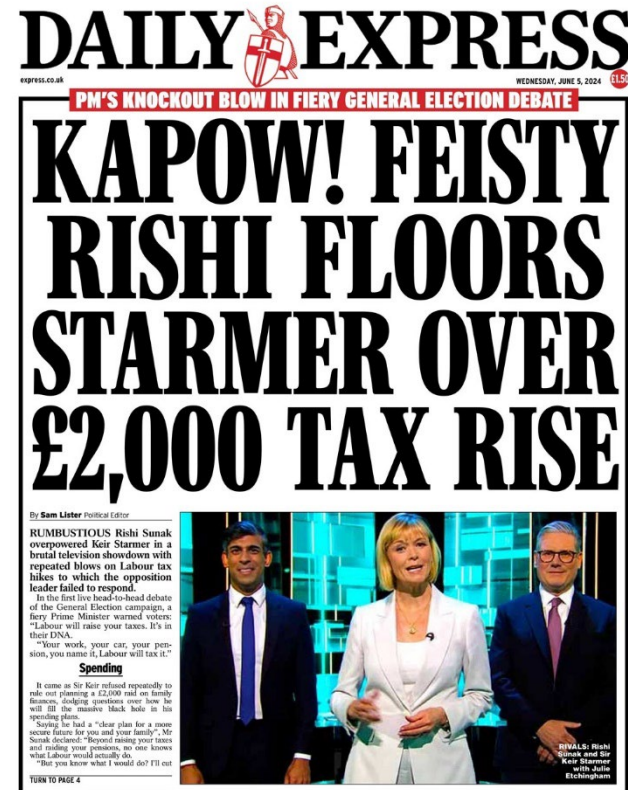 DAILY EXPRESS
express.co.uk
WEDNESDAY, JUNE 5, 2024
£1.50
PM'S KNOCKOUT BLOW IN FIERY GENERAL ELECTION DEBATE
KAPOW! FEISTY
RISHI FLOORS
STARMER OVER
£2,000 TAX RISE
By Sam Lister Political Editor
RUMBUSTIOUS Rishi Sunak
overpowered Keir Starmer in a
brutal television showdown with
repeated blows on Labour tax
hikes to which the opposition
leader failed to respond.
In the first live head-to-head debate
of the General Election campaign, a
fiery Prime Minister warned voters:
"Labour will raise your taxes. It's in
their DNA.
"Your work, your car, your pen-
sion, you name it, Labour will tax it."
Spending
It came as Sir Keir refused repeatedly to
rule out planning a £2,000 raid on family
finances, dodging questions over how he
will fill the massive black hole in his
spending plans.
Saying he had a "clear plan for a more
secure future for you and your family", Mr
Sunak declared: "Beyond raising your taxes
and raiding your pensions, no one knows
what Labour would actually do.
"But you know what I would do? I'll cut
TURN TO PAGE 4
RIVALS: Rishi
Sunak and Sir
Keir Starmer
with Julie
Etchingham